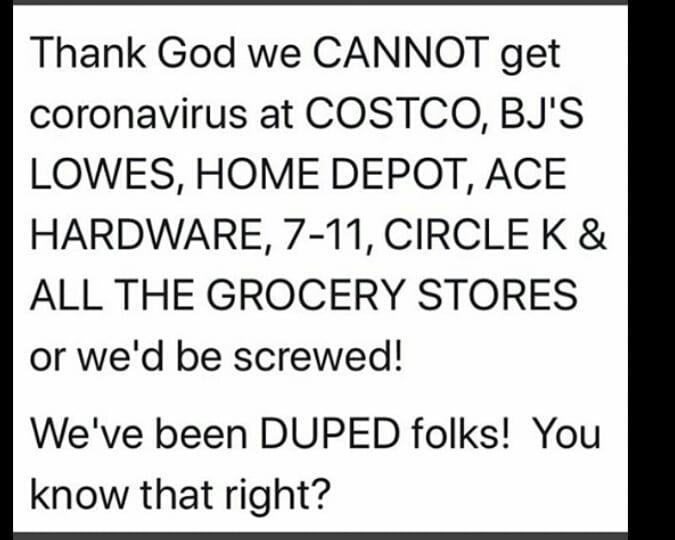 Thank God we CANNOT get
coronavirus at COSTCO, BJ'S
LOWES, HOME DEPOT, ACE
HARDWARE, 7-11, CIRCLE K &
ALL THE GROCERY STORES
or we'd be screwed!
We've been DUPED folks!  You
know that right?